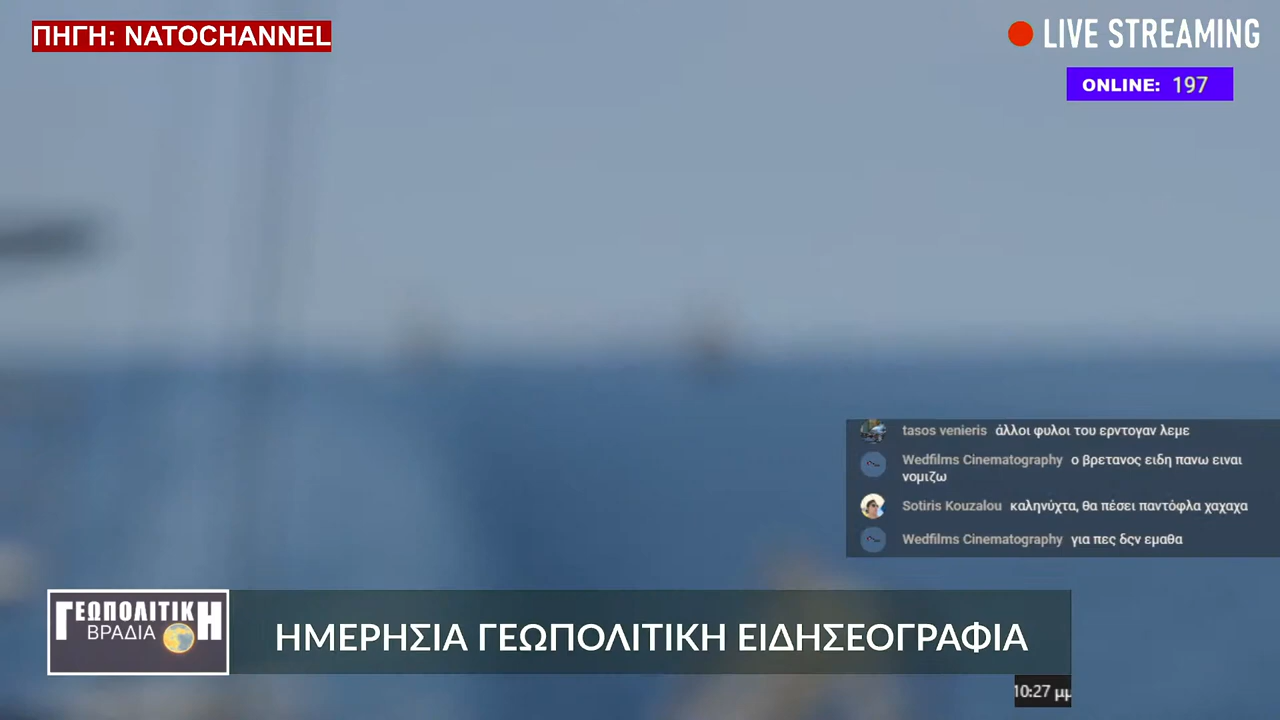 ΠΗΓΗ: NATOCHANNEL
LIVE STREAMING
ONLINE: 197
tasos venieris άλλοι φυλοι του ερντογαν λεμε
Wedfilms Cinematography ο βρετανος ειδη πανω ειναι
νομιζω
Sotiris Kouzalou καληνύχτα, θα πέσει παντόφλα χαχαχα
Wedfilms Cinematography για πες δςν εμαθα
ΓΕΩΠΟΛΙΤΙΚΗ
ΒΡΑΔΙΑ
ΗΜΕΡΗΣΙΑ ΓΕΩΠΟΛΙΤΙΚΗ ΕΙΔΗΣΕΟΓΡΑΦΙΑ
10:27 μμ